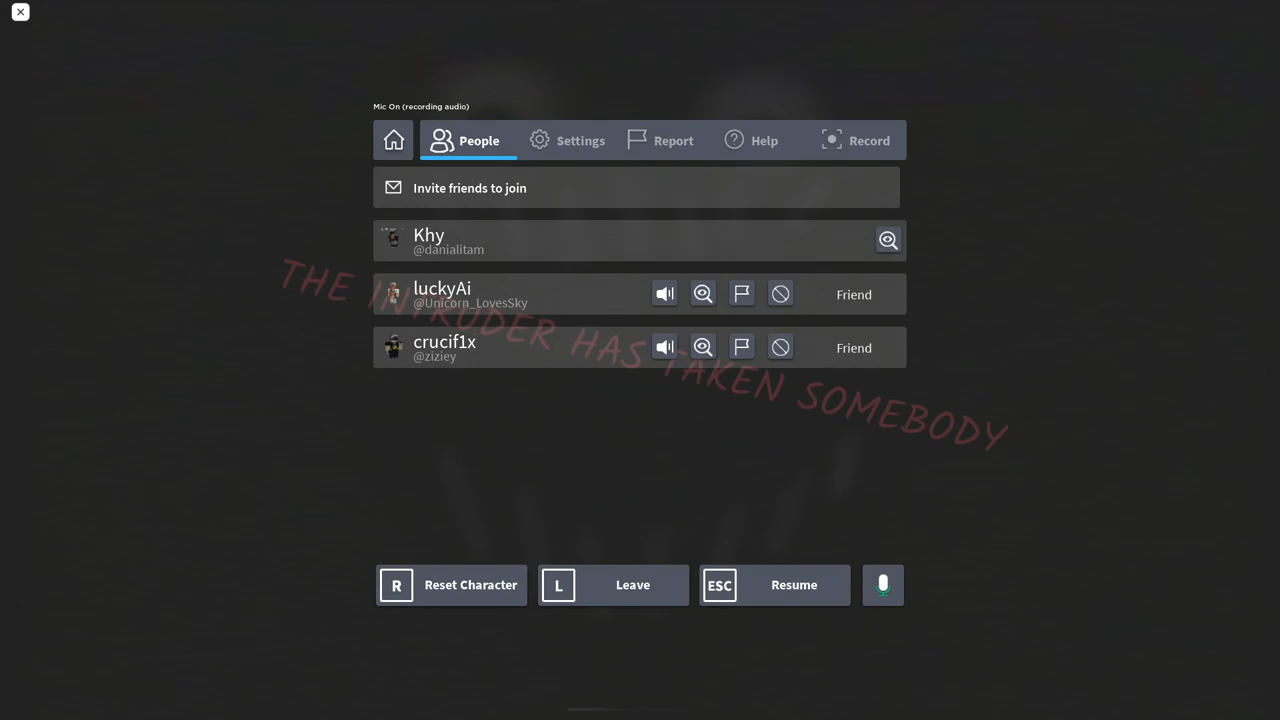 Mic On (recording audio)
People
Settings
Report
Help
Record
Invite friends to join
Khy
@danialitam
luckyAi
@Unicorn_LovesSky
Friend
crucif1x
@ziziey
Friend
THE INTRUDER HAS TAKEN SOMEBODY
R Reset Character
L Leave
ESC Resume